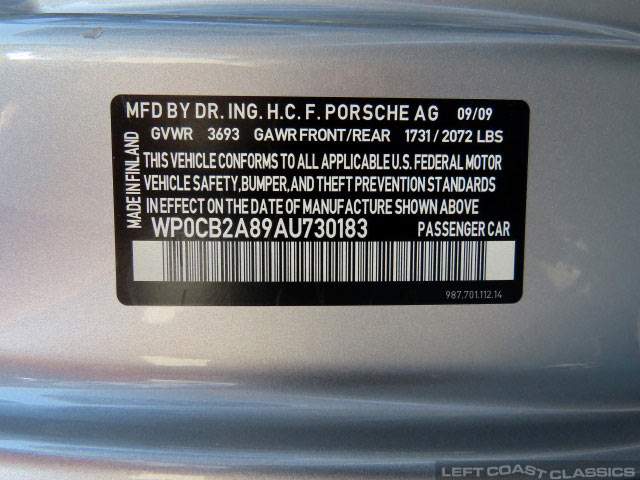 MFD BY DR. ING. H.C. F. PORSCHE AG 09/09
GVWR 3693 GAWR FRONT/REAR 1731/2072 LBS
MADE IN FINLAND
THIS VEHICLE CONFORMS TO ALL APPLICABLE U.S. FEDERAL MOTOR
VEHICLE SAFETY, BUMPER, AND THEFT PREVENTION STANDARDS
IN EFFECT ON THE DATE OF MANUFACTURE SHOWN ABOVE
WP0CB2A89AU730183 PASSENGER CAR
987.701.112.14
LEFT COAST CLASSICS